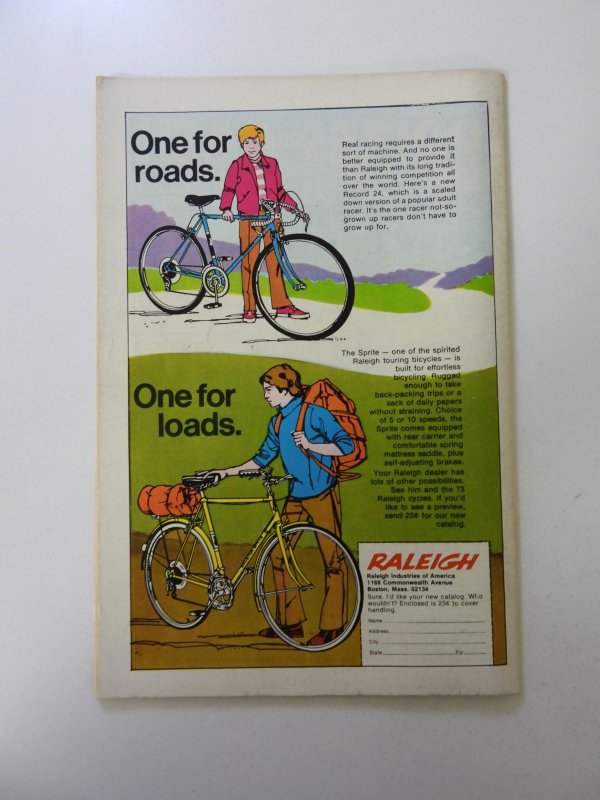 One for
roads.
Real racing requires a different
sort of machine. And no one is
better equipped to provide it
than Raleigh with its long tradi-
tion of winning competition all
over the world. Here's a new
Record 24, which is a scaled
down version of a popular adult
racer. It's the one racer not-so-
grown up racers don't have to
grow up for.
The Sprite — one of the spirited
Raleigh touring bicycles — is
built for effortless
bicycling. Rugged
enough to take
back-packing trips or a
sack of daily papers
without straining. Choice
of 5 or 10 speeds, the
Sprite comes equipped
with rear carrier and
comfortable spring
mattress saddle, plus
self-adjusting brakes.
Your Raleigh dealer has
lots of other possibilities.
See him and the 73
Raleigh cycles. If you'd
like to see a preview,
send 25¢ for our new
catalog.
One for
loads.
RALEIGH
Raleigh Industries of America
1168 Commonwealth Avenue
Boston, Mass. 02134
Sure. I'd like your new catalog. Who
wouldn't? Enclosed is 25¢ to cover
handling.
Name
Address
City
State Zip